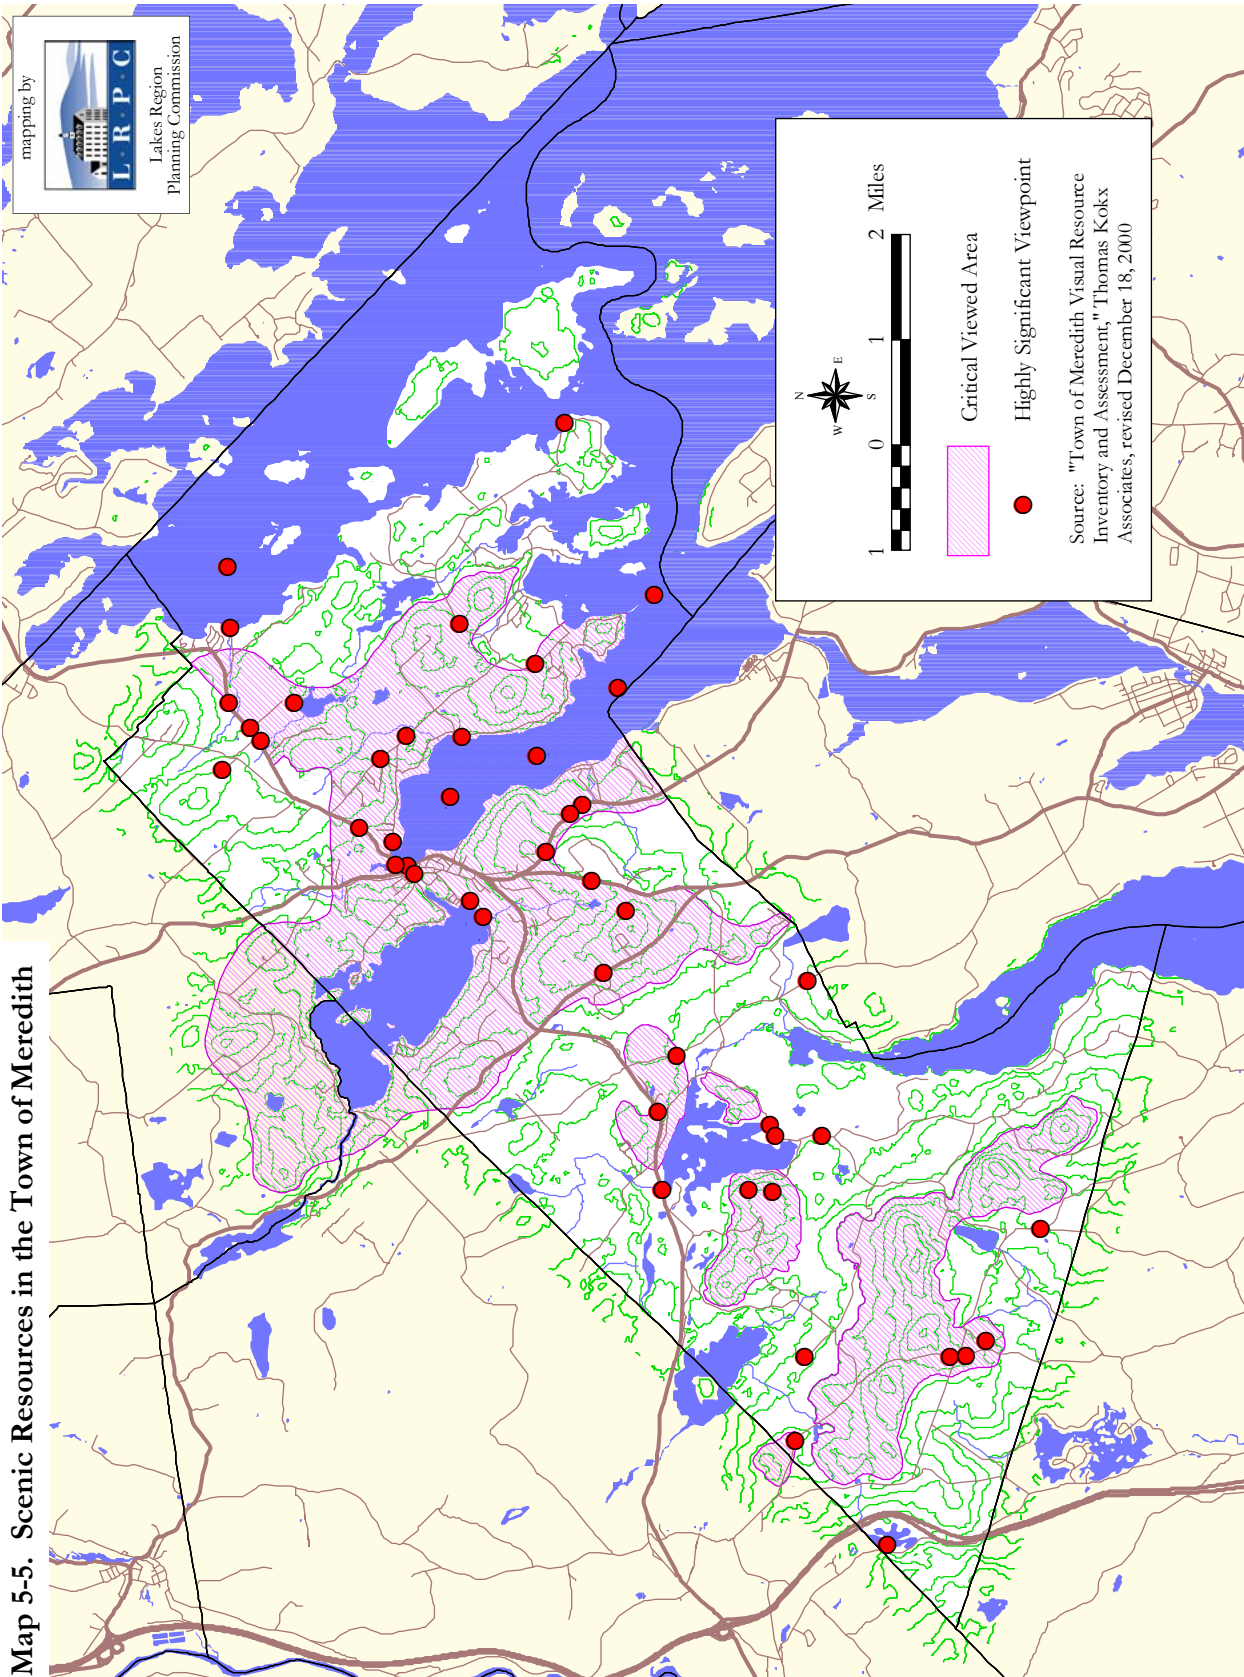 Map 5-5. Scenic Resources in the Town of Meredith
mapping by
L·R·P·C
Lakes Region
Planning Commission
N
W E
S
1 0 1 2 Miles
Critical Viewed Area
Highly Significant Viewpoint
Source: "Town of Meredith Visual Resource
Inventory and Assessment," Thomas Kokx
Associates, revised December 18, 2000